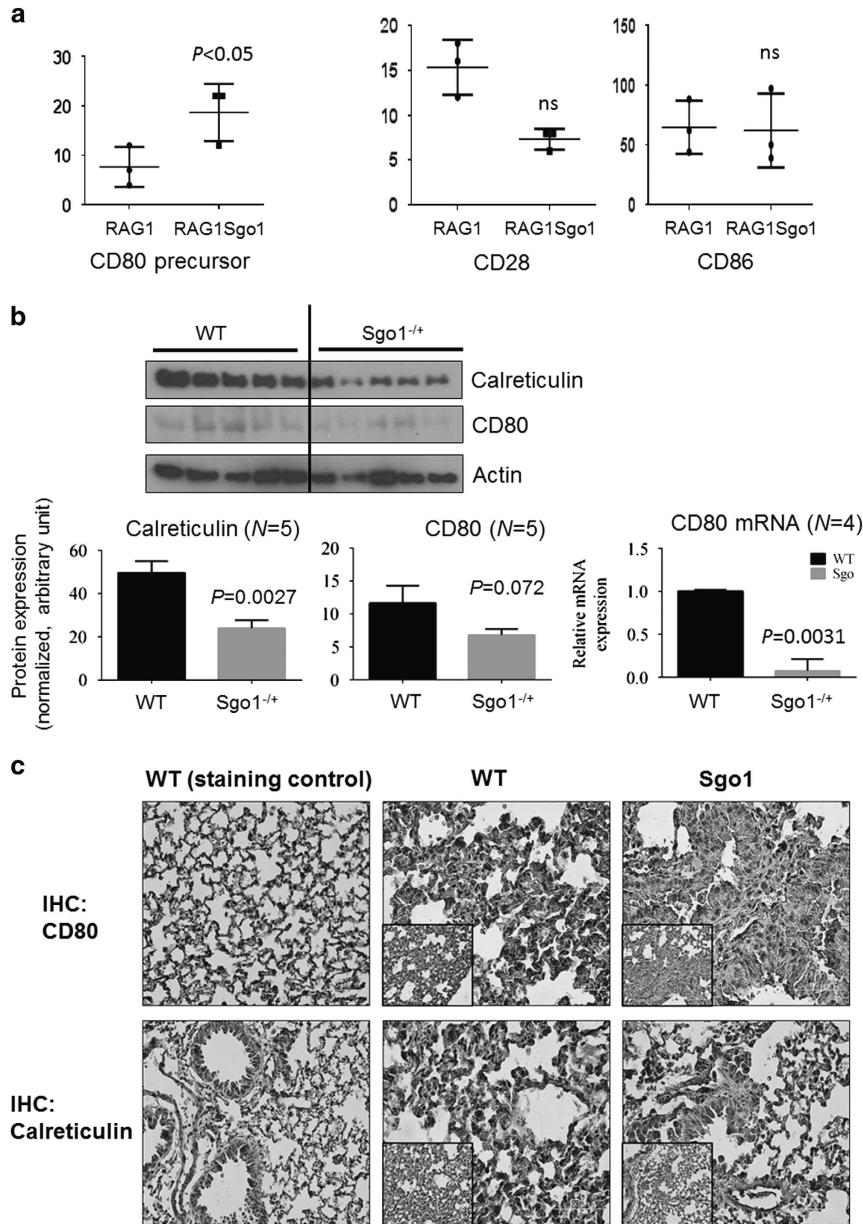 a
P<0.05
30
20
10
0
RAG1 RAG1Sgo1
CD80 precursor
ns
20
15
10
5
0
RAG1 RAG1Sgo1
CD28
ns
150
100
50
0
RAG1 RAG1Sgo1
CD86
b
WT Sgo1-/+
Calreticulin
CD80
Actin
Protein expression
(normalized, arbitrary unit)
Calreticulin (N=5)
60
40
20
0
P=0.0027
WT Sgo1-/+
CD80 (N=5)
20
15
10
5
0
P=0.072
WT Sgo1-/+
CD80 mRNA (N=4)
Relative mRNA
expression
1.5
1.0
0.5
0.0
WT
Sgo
P=0.0031
WT Sgo1-/+
c
WT (staining control) WT Sgo1
IHC:
CD80
IHC:
Calreticulin